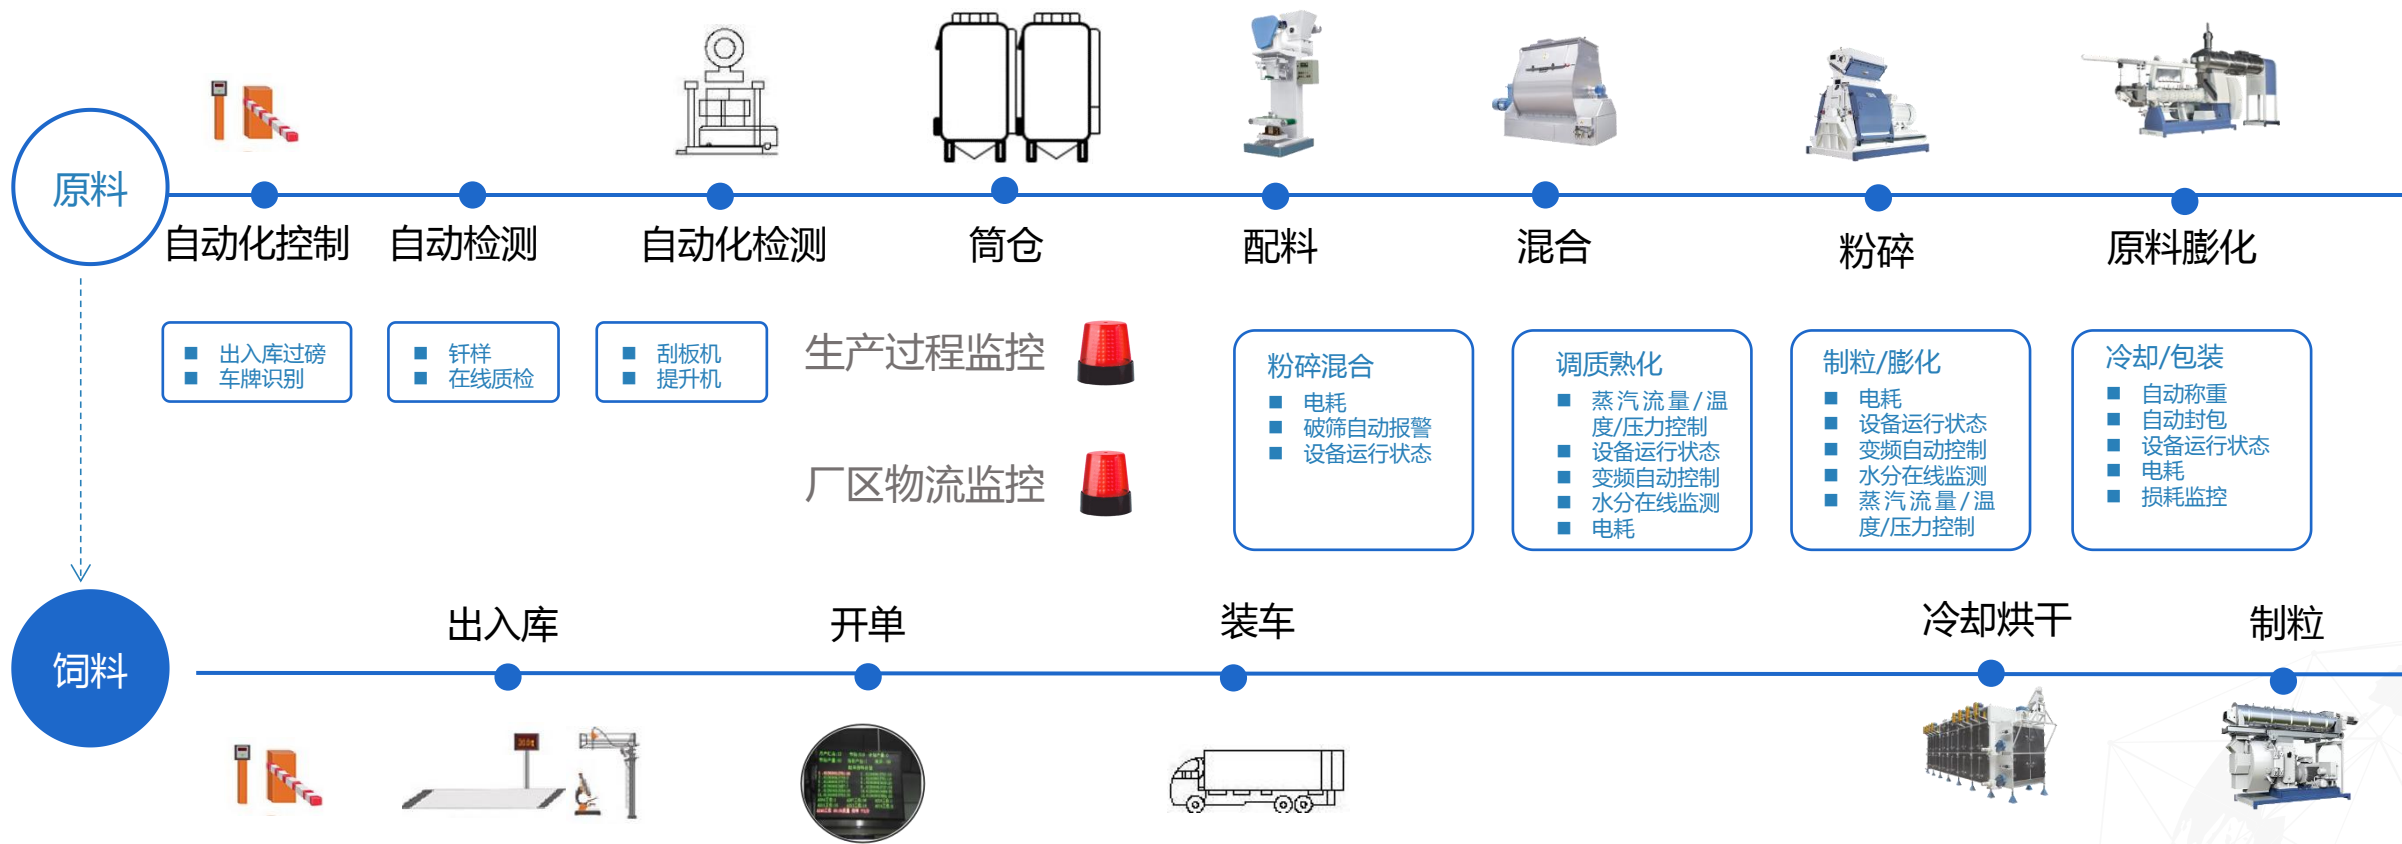 原料
自动化控制
自动检测
自动化检测
筒仓
配料
混合
粉碎
原料膨化
出入库过磅
车牌识别
钎样
在线质检
刮板机
提升机
生产过程监控
厂区物流监控
粉碎混合
电耗
破筛自动报警
设备运行状态
调质熟化
蒸汽流量/温
度/压力控制
设备运行状态
变频自动控制
水分在线监测
电耗
制粒/膨化
电耗
设备运行状态
变频自动控制
水分在线监测
蒸汽流量/温
度/压力控制
冷却/包装
自动称重
自动封包
设备运行状态
电耗
损耗监控
饲料
出入库
开单
装车
冷却烘干
制粒